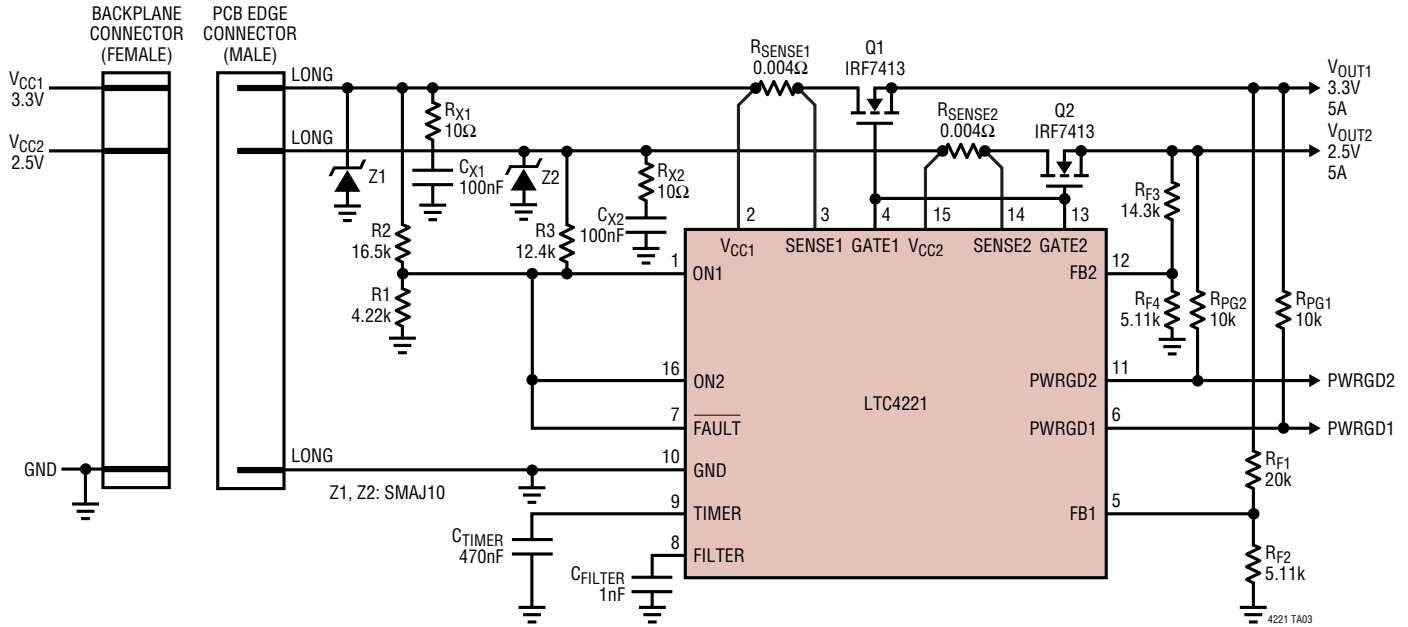 BACKPLANE
CONNECTOR
(FEMALE)
PCB EDGE
CONNECTOR
(MALE)
VCC1
3.3V
VCC2
2.5V
GND
LONG
LONG
LONG
Z1
RX1
10Ω
CX1
100nF
Z2
R2
16.5k
R1
4.22k
R3
12.4k
RX2
10Ω
CX2
100nF
RSENSE1
0.004Ω
Q1
IRF7413
RSENSE2
0.004Ω
Q2
IRF7413
VOUT1
3.3V
5A
VOUT2
2.5V
5A
2
3
4
15
14
13
VCC1
SENSE1
GATE1
VCC2
SENSE2
GATE2
1
ON1
16
ON2
7
FAULT
10
GND
9
TIMER
8
FILTER
LTC4221
FB2
12
PWRGD2
11
PWRGD1
6
FB1
5
RF3
14.3k
RF4
5.11k
RPG2
10k
RPG1
10k
PWRGD2
PWRGD1
RF1
20k
RF2
5.11k
Z1, Z2: SMAJ10
CTIMER
470nF
CFILTER
1nF
4221 TA03